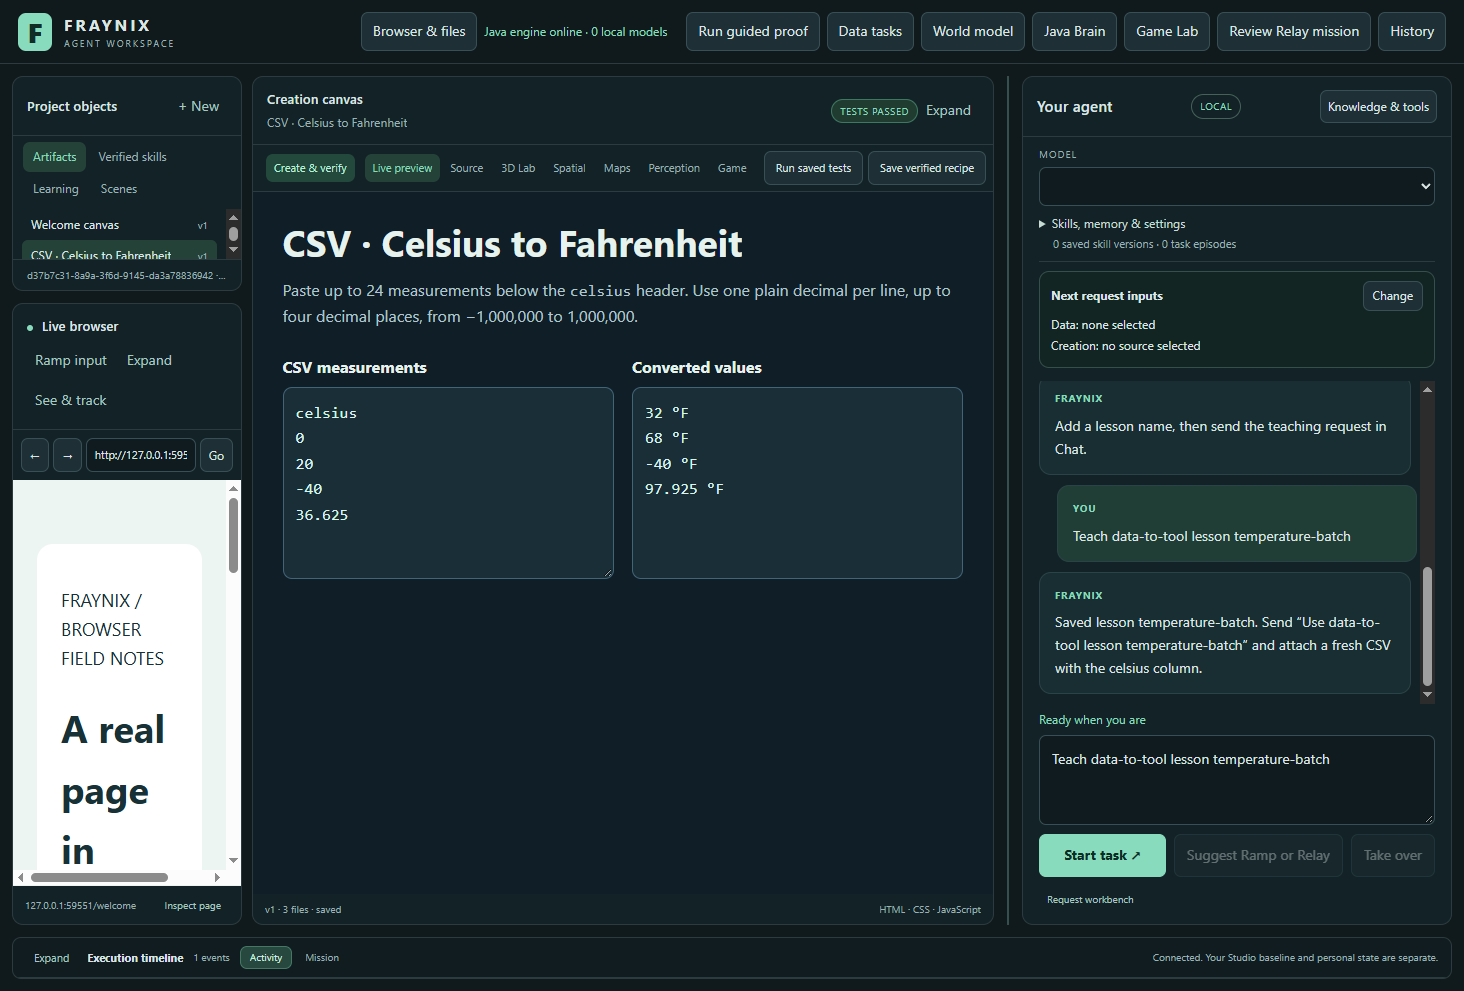 F
FRAYNIX
AGENT WORKSPACE
Browser & files
Java engine online · 0 local models
Run guided proof
Data tasks
World model
Java Brain
Game Lab
Review Relay mission
History
Project objects
+ New
Artifacts
Verified skills
Learning
Scenes
Welcome canvas
v1
CSV · Celsius to Fahrenheit
v1
d37b7c31-8a9a-3f6d-9145-da3a78836942 ·...
Live browser
Ramp input
Expand
See & track
←
→
http://127.0.0.1:595
Go
FRAYNIX /
BROWSER
FIELD NOTES
A real
page
in
127.0.0.1:59551/welcome
Inspect page
Creation canvas
CSV · Celsius to Fahrenheit
TESTS PASSED
Expand
Create & verify
Live preview
Source
3D Lab
Spatial
Maps
Perception
Game
Run saved tests
Save verified recipe
CSV · Celsius to Fahrenheit
Paste up to 24 measurements below the celsius header. Use one plain decimal per line, up to
four decimal places, from −1,000,000 to 1,000,000.
CSV measurements
celsius
0
20
-40
36.625
Converted values
32 °F
68 °F
-40 °F
97.925 °F
v1 · 3 files · saved
HTML · CSS · JavaScript
Your agent
LOCAL
Knowledge & tools
MODEL
Skills, memory & settings
0 saved skill versions · 0 task episodes
Next request inputs
Change
Data: none selected
Creation: no source selected
FRAYNIX
Add a lesson name, then send the teaching request in
Chat.
YOU
Teach data-to-tool lesson temperature-batch
FRAYNIX
Saved lesson temperature-batch. Send “Use data-to-
tool lesson temperature-batch” and attach a fresh CSV
with the celsius column.
Ready when you are
Teach data-to-tool lesson temperature-batch
Start task ↗
Suggest Ramp or Relay
Take over
Request workbench
Expand
Execution timeline
1 events
Activity
Mission
Connected. Your Studio baseline and personal state are separate.